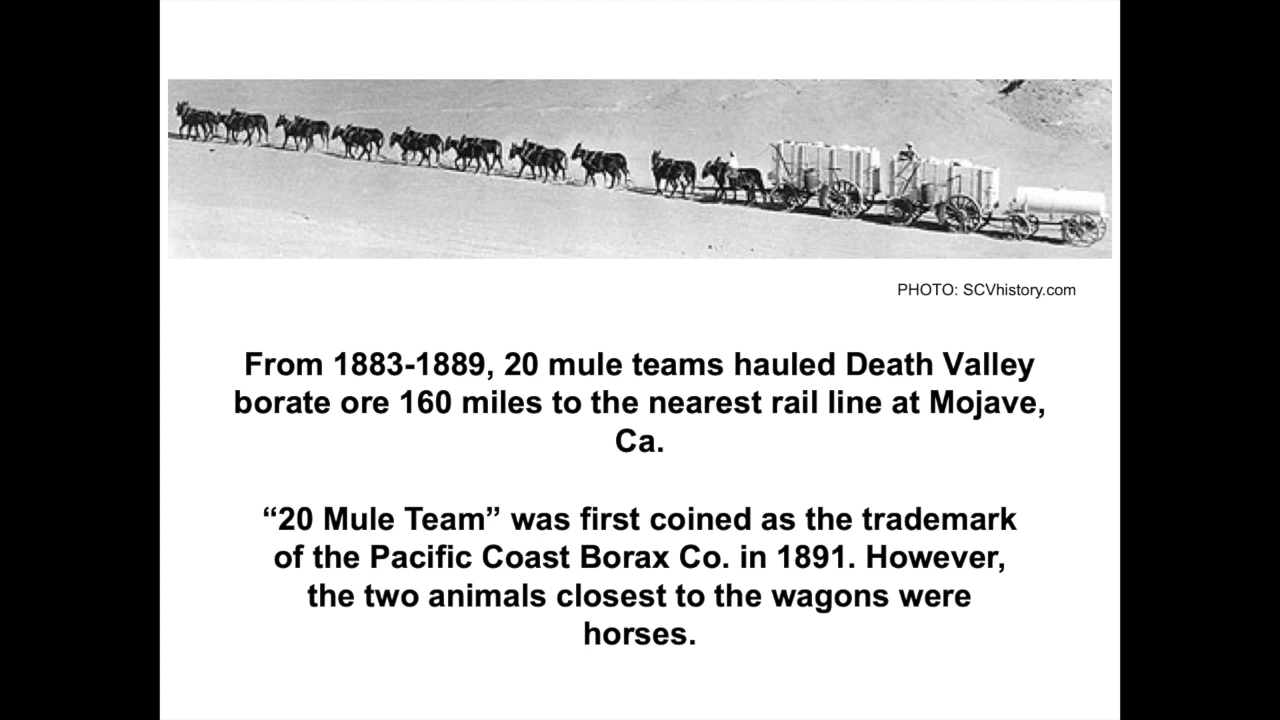 PHOTO: SCVhistory.com
From 1883-1889, 20 mule teams hauled Death Valley
borate ore 160 miles to the nearest rail line at Mojave,
Ca.
“20 Mule Team” was first coined as the trademark
of the Pacific Coast Borax Co. in 1891. However,
the two animals closest to the wagons were
horses.